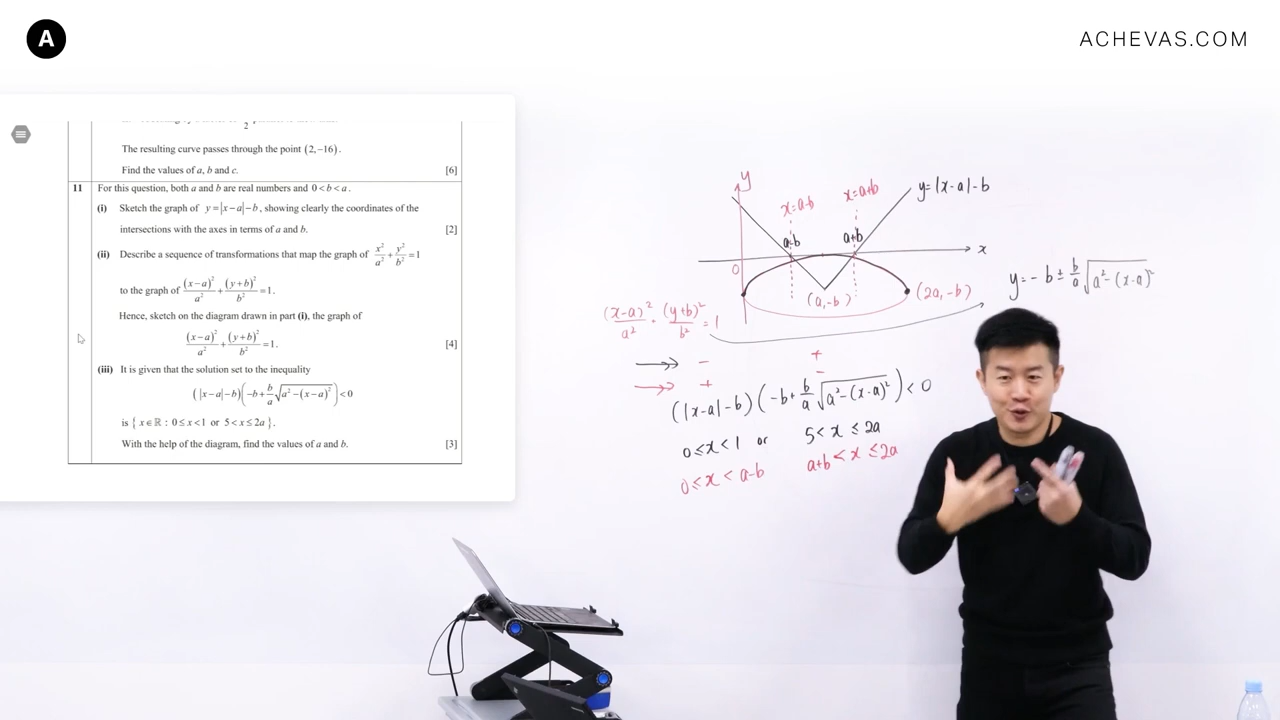 A
ACHEVAS.COM
2
The resulting curve passes through the point (2,−16).
Find the values of a, b and c. [6]
11 For this question, both a and b are real numbers and 0<b<a.
(i) Sketch the graph of y=|x−a|−b, showing clearly the coordinates of the
intersections with the axes in terms of a and b. [2]
(ii) Describe a sequence of transformations that map the graph of x²/a² + y²/b² = 1
to the graph of (x−a)²/a² + (y+b)²/b² = 1.
Hence, sketch on the diagram drawn in part (i), the graph of
(x−a)²/a² + (y+b)²/b² = 1. [4]
(iii) It is given that the solution set to the inequality
(|x−a|−b)(−b+b/a√(a²−(x−a)²))<0
is {x∈ℝ: 0≤x<1 or 5<x≤2a}.
With the help of the diagram, find the values of a and b. [3]
y
x=a-b
x=a+b
y=|x-a|-b
a-b
a+b
x
0
(a,-b)
(2a,-b)
y=-b±b/a√(a²-(x-a)²
(x-a)²/a² + (y+b)²/b² = 1
− +
+ −
(|x-a|-b)(-b+b/a√(a²-(x-a)²)<0
0≤x<1 or 5<x≤2a
0≤x<a-b a+b<x≤2a